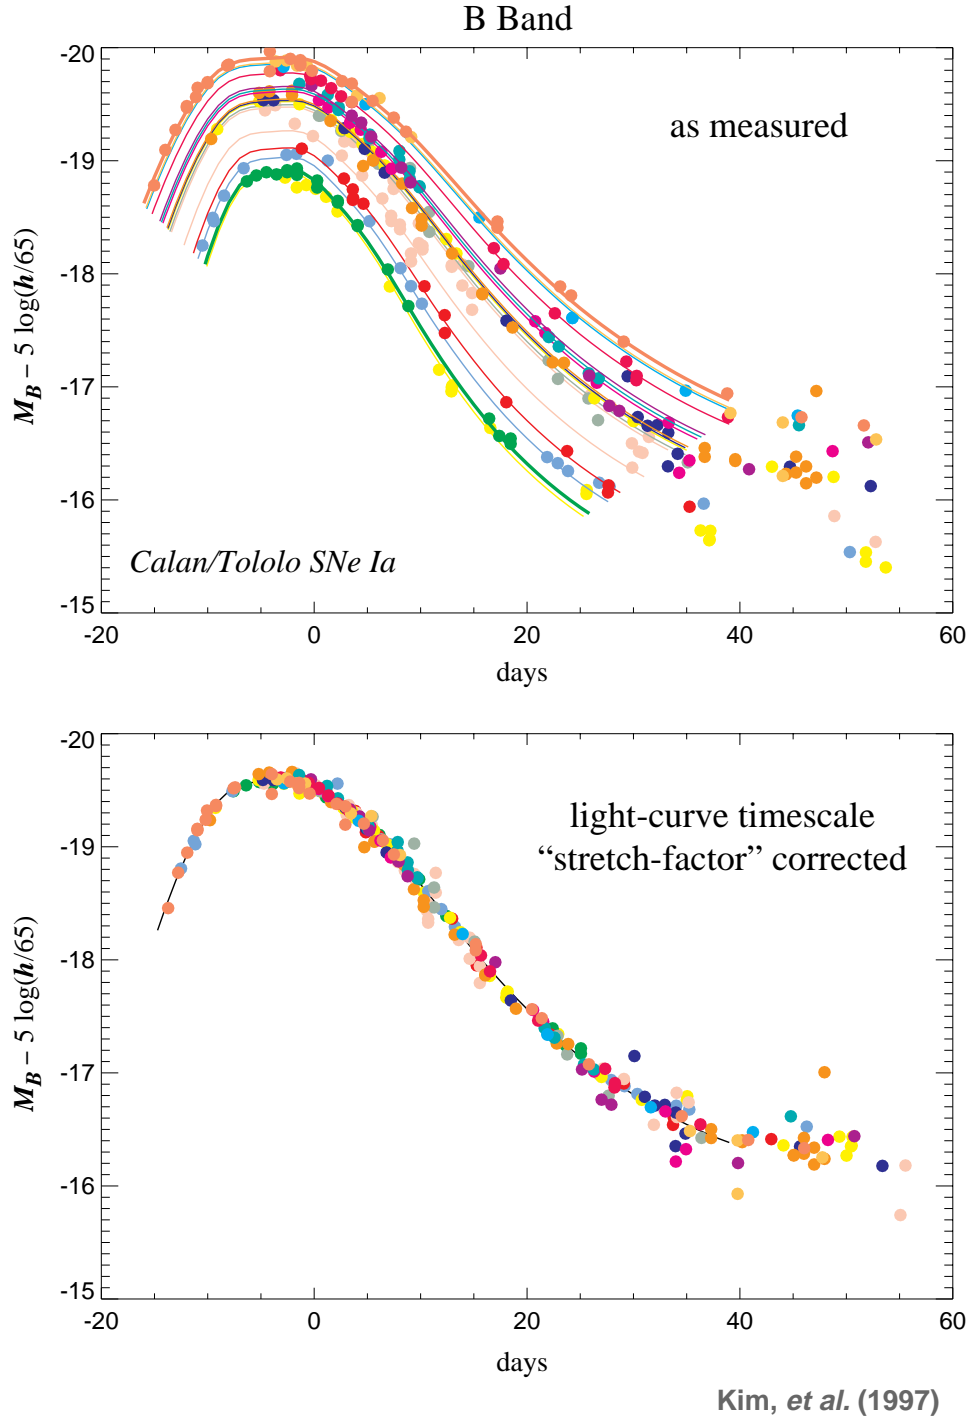 B Band
-20
-19
-18
-17
-16
-15
M_B – 5 log(h/65)
as measured
Calan/Tololo SNe Ia
-20 0 20 40 60
days
-20
-19
-18
-17
-16
-15
M_B – 5 log(h/65)
light-curve timescale
“stretch-factor” corrected
-20 0 20 40 60
days
Kim, et al. (1997)